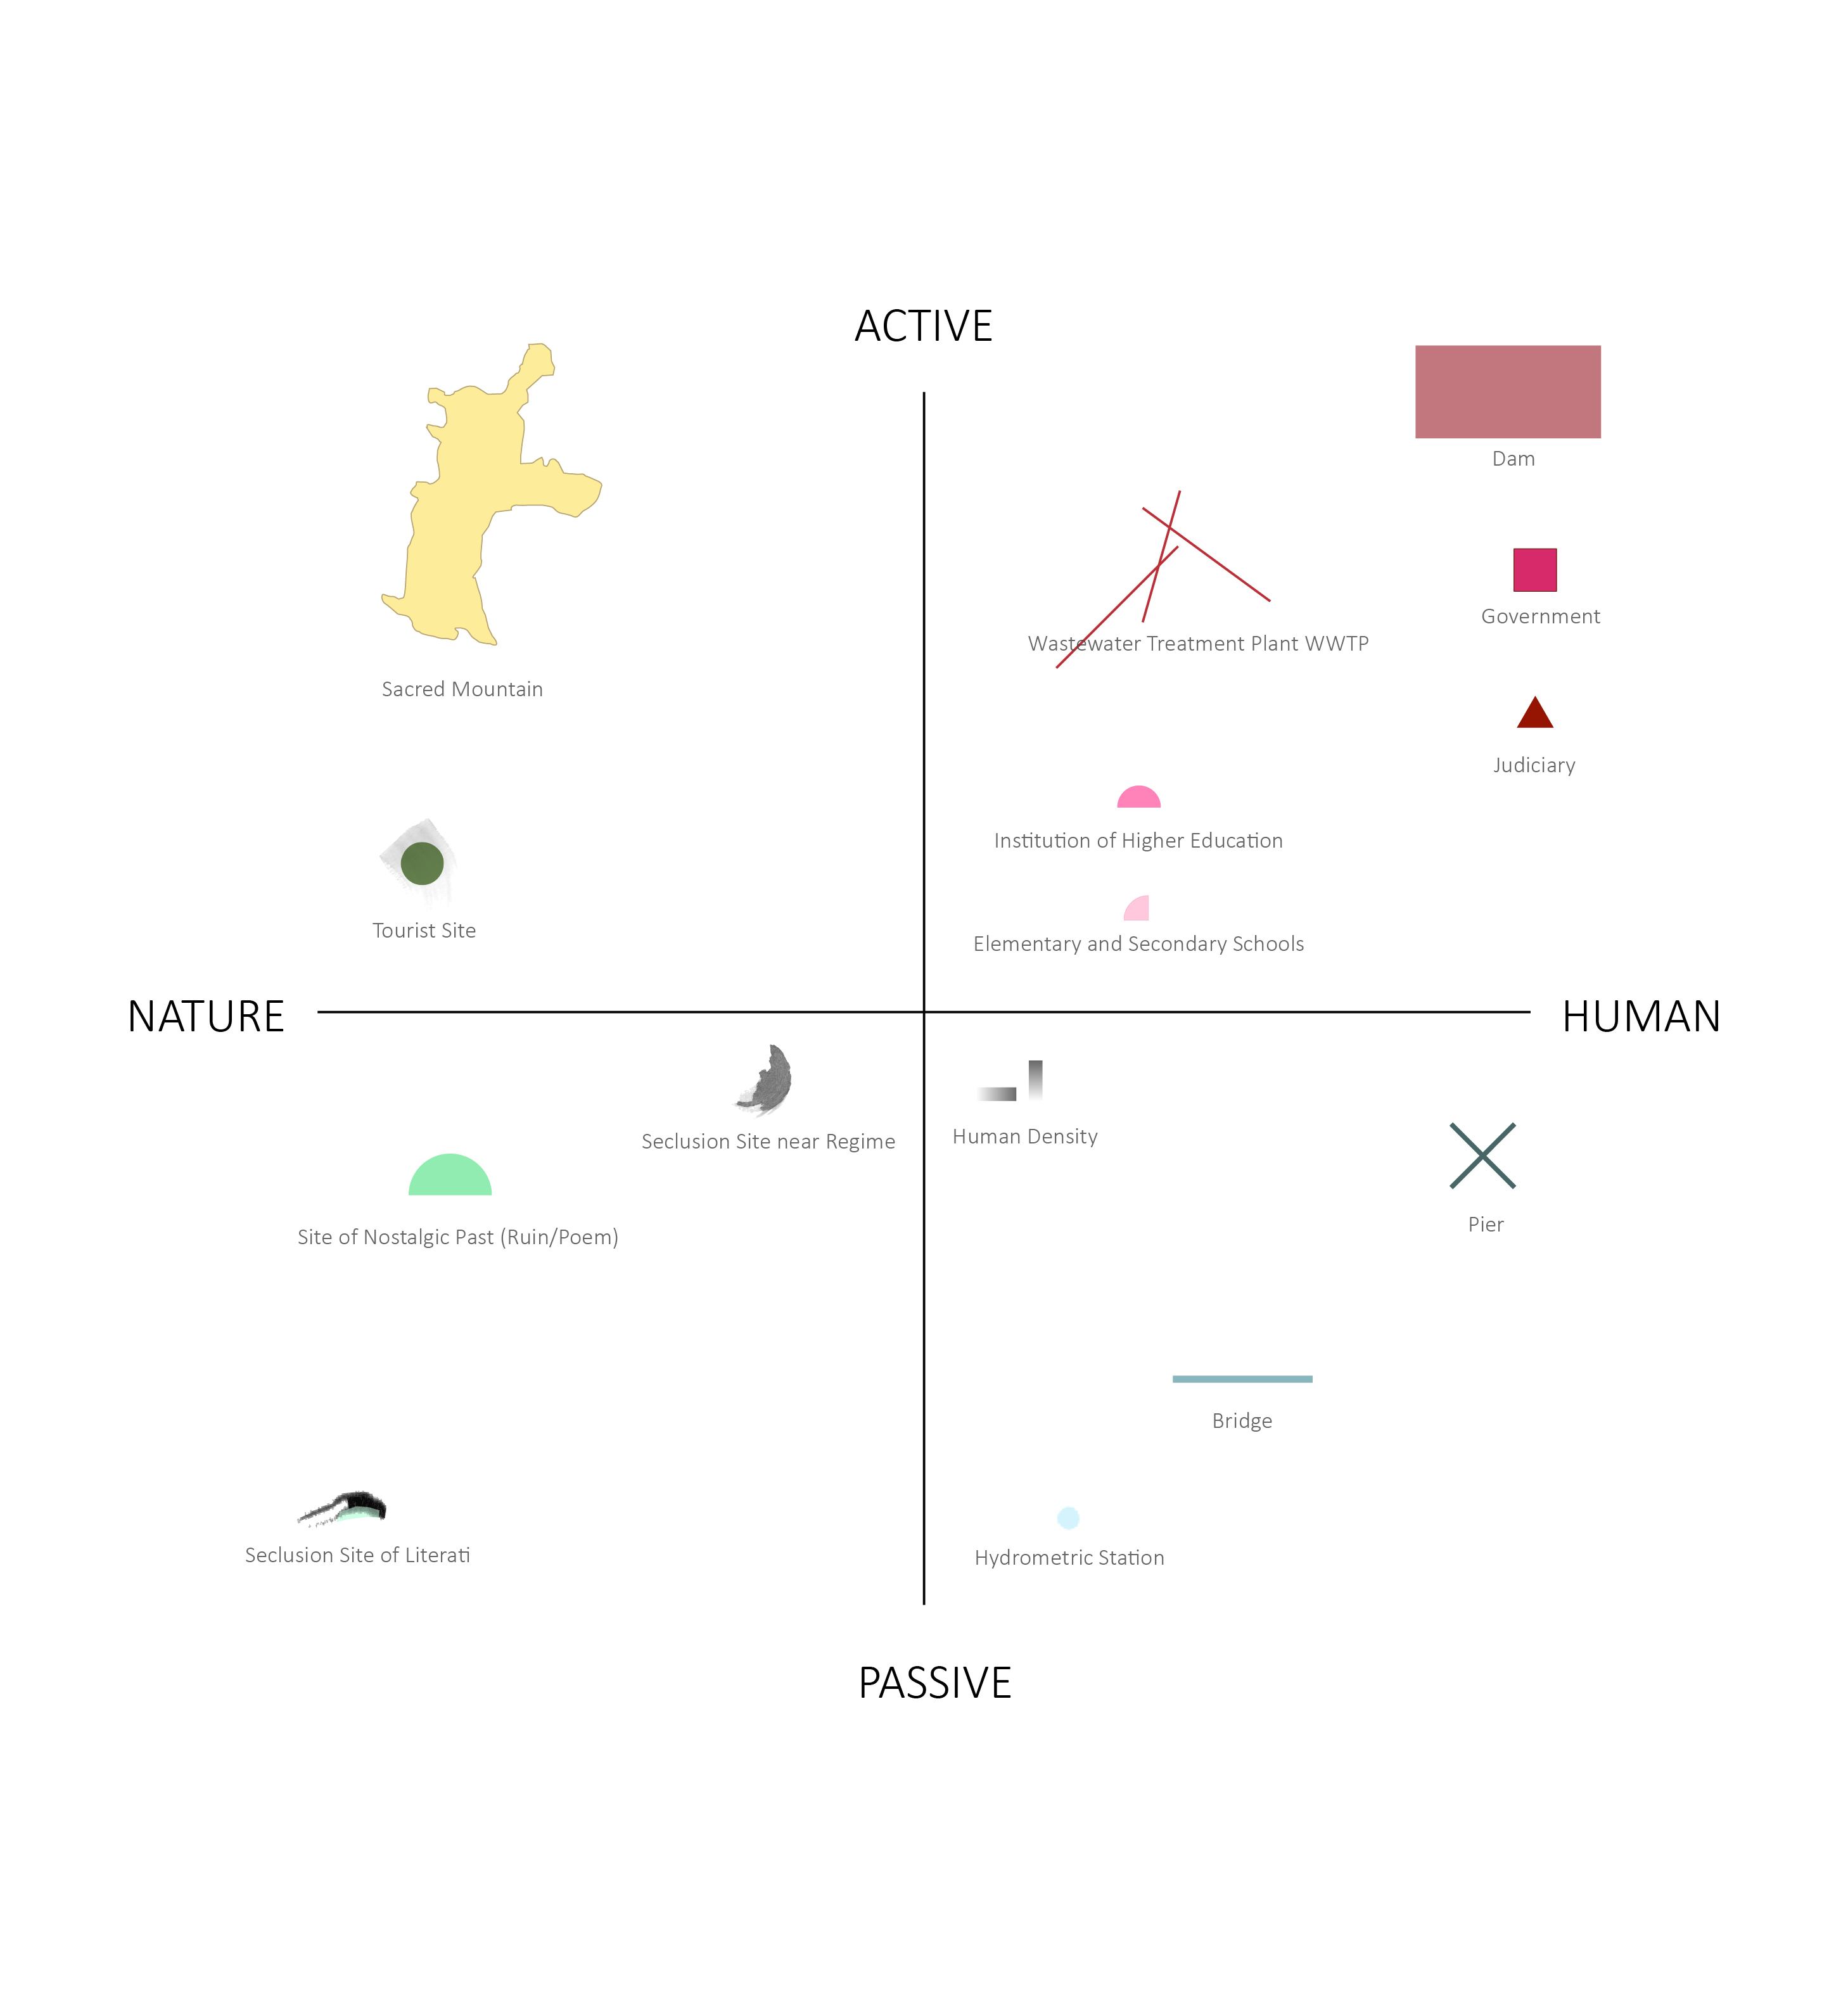 ACTIVE
Dam
Government
Wastewater Treatment Plant WWTP
Sacred Mountain
Judiciary
Institution of Higher Education
Tourist Site
Elementary and Secondary Schools
NATURE
HUMAN
Seclusion Site near Regime
Human Density
Pier
Site of Nostalgic Past (Ruin/Poem)
Bridge
Seclusion Site of Literati
Hydrometric Station
PASSIVE